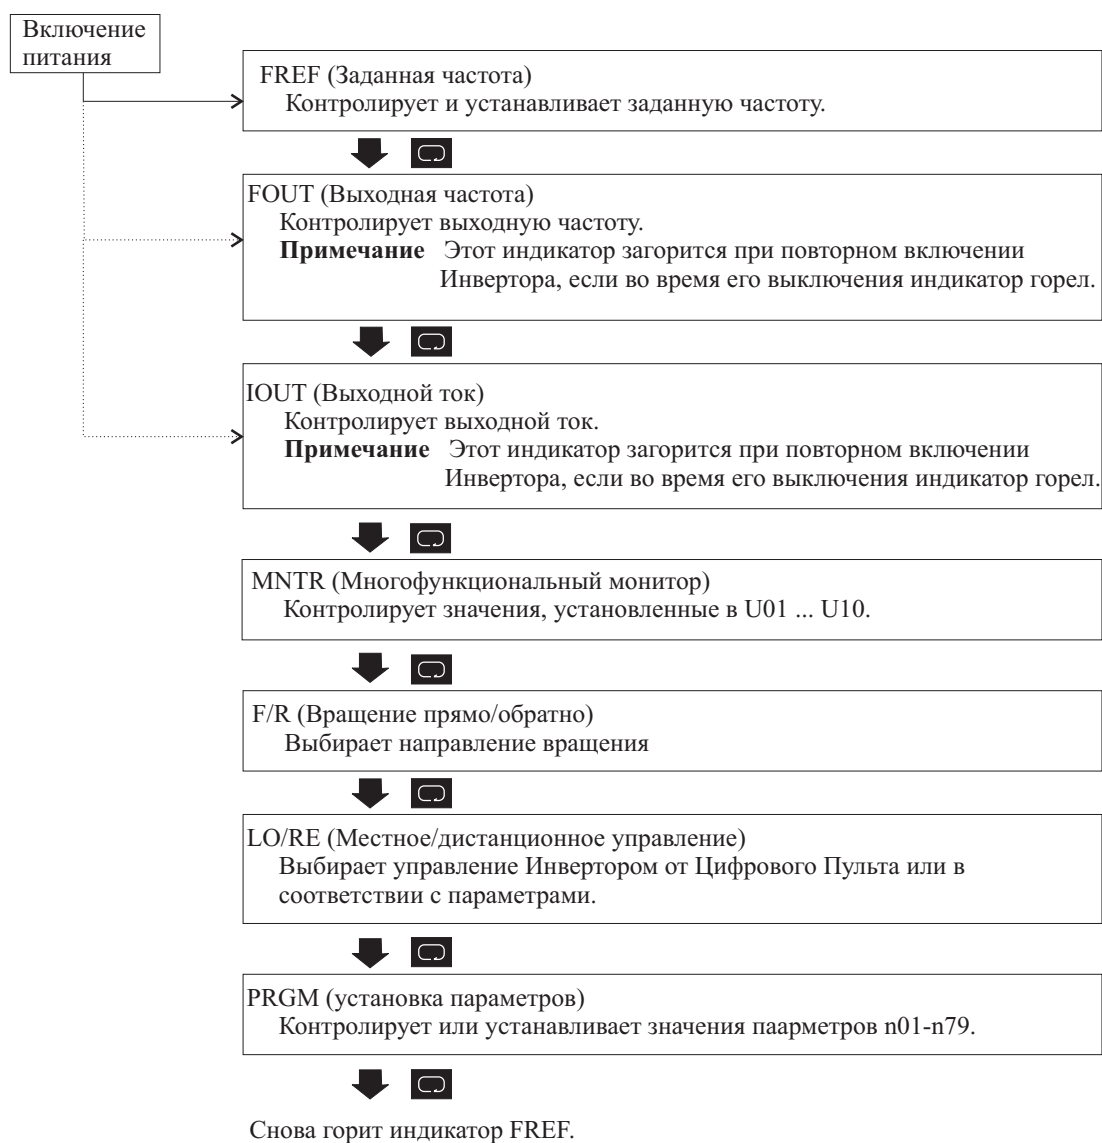 Включение
питания
FREF (Заданная частота)
Контролирует и устанавливает заданную частоту.
FOUT (Выходная частота)
Контролирует выходную частоту.
Примечание Этот индикатор загорится при повторном включении
Инвертора, если во время его выключения индикатор горел.
IOUT (Выходной ток)
Контролирует выходной ток.
Примечание Этот индикатор загорится при повторном включении
Инвертора, если во время его выключения индикатор горел.
MNTR (Многофункциональный монитор)
Контролирует значения, установленные в U01 ... U10.
F/R (Вращение прямо/обратно)
Выбирает направление вращения
LO/RE (Местное/дистанционное управление)
Выбирает управление Инвертором от Цифрового Пульта или в
соответствии с параметрами.
PRGM (установка параметров)
Контролирует или устанавливает значения паарметров n01-n79.
Снова горит индикатор FREF.